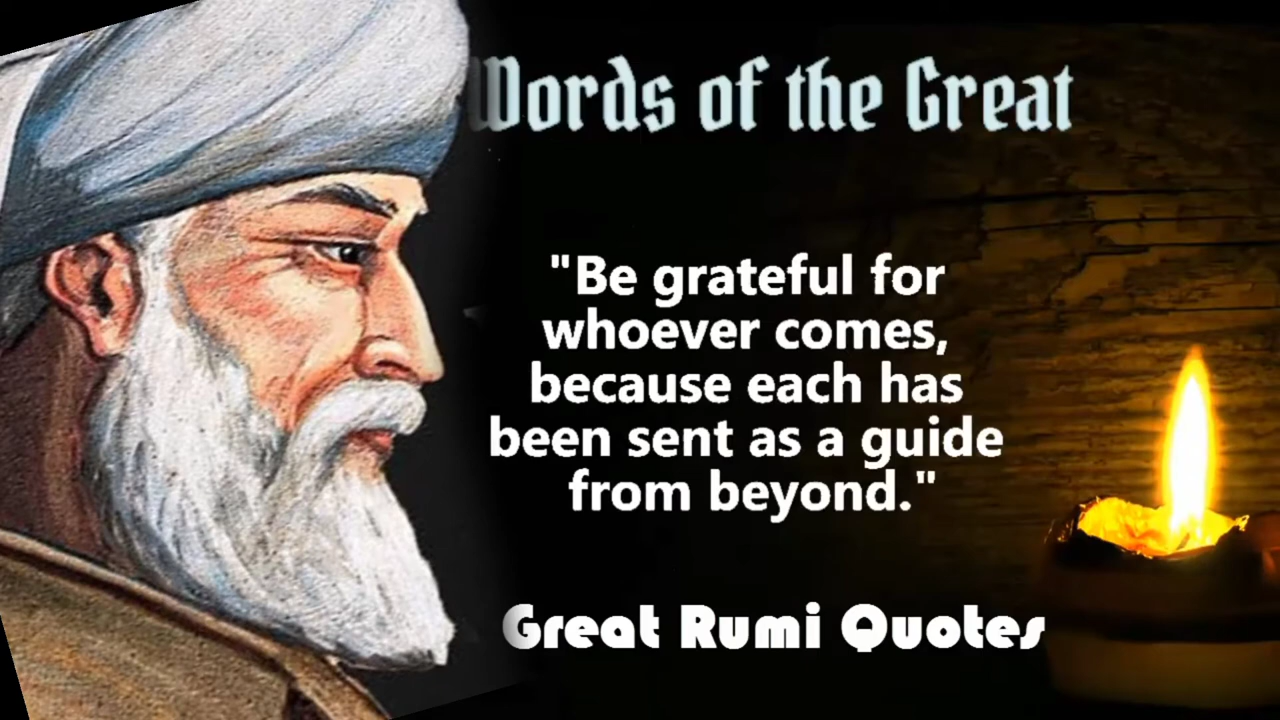 Words of the Great
"Be grateful for
whoever comes,
because each has
been sent as a guide
from beyond."
Great Rumi Quotes